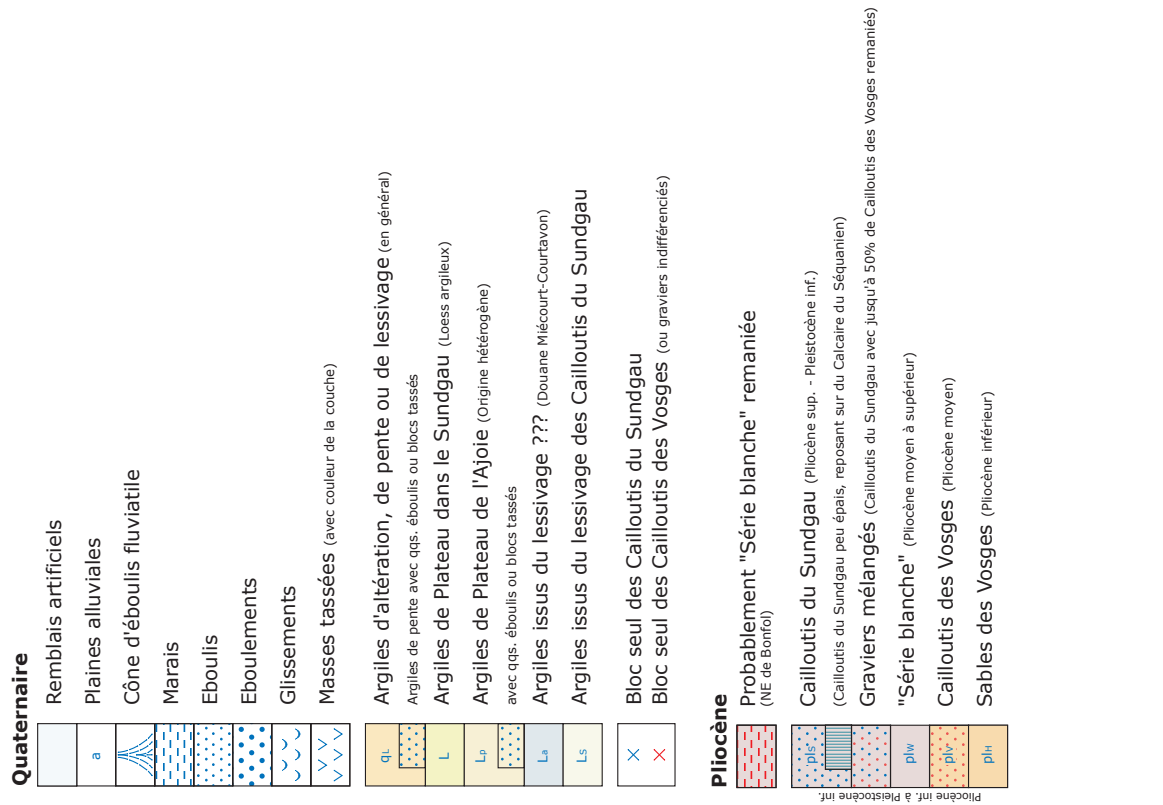 Quaternaire
Remblais artificiels
a Plaines alluviales
Cône d'éboulis fluviatile
Marais
Eboulis
Eboulements
Glissements
Masses tassées (avec couleur de la couche)
qL Argiles d'altération, de pente ou de lessivage (en général)
Argiles de pente avec qqs. éboulis ou blocs tassés
L Argiles de Plateau dans le Sundgau (Loess argileux)
Lp Argiles de Plateau de l'Ajoie (Origine hétérogène)
avec qqs. éboulis ou blocs tassés
La Argiles issus du lessivage ??? (Douane Miécourt-Courtavon)
Ls Argiles issus du lessivage des Cailloutis du Sundgau
Bloc seul des Cailloutis du Sundgau
Bloc seul des Cailloutis des Vosges (ou graviers indifférenciés)
Pliocène
Probablement "Série blanche" remaniée
(NE de Bonfol)
Pliocène inf. à Pleistocène inf.
plS Cailloutis du Sundgau (Pliocène sup. - Pleistocène inf.)
(Cailloutis du Sundgau peu épais, reposant sur du Calcaire du Séquanien)
Graviers mélangés (Cailloutis du Sundgau avec jusqu'à 50% de Cailloutis des Vosges remaniés)
plW "Série blanche" (Pliocène moyen à supérieur)
plV Cailloutis des Vosges (Pliocène moyen)
plH Sables des Vosges (Pliocène inférieur)